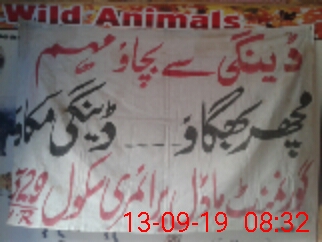 Wild Animals
ڈینگی سے بچاؤ مہم
مچھر بھگاؤ .... ڈینگی مکاؤ
گورنمنٹ ماڈل پرائمری سکول 329
13-09-19 08:32